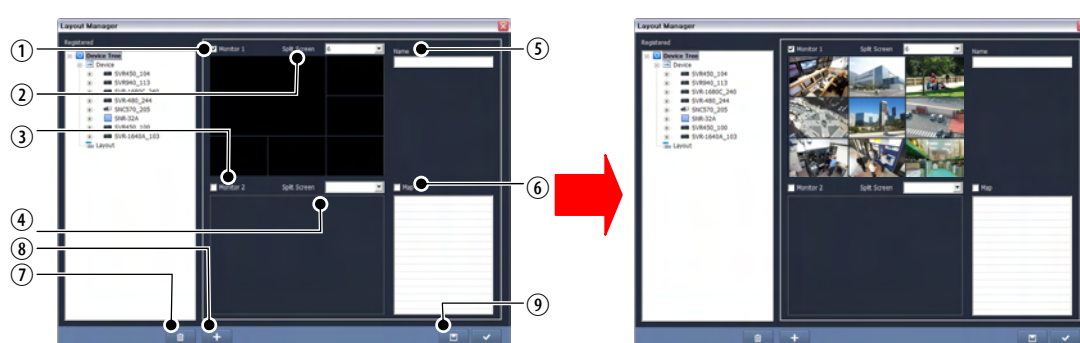 Layout Manager
Registered
Device Tree
Device
SVR450_104
SVR940_113
SVR-1680C_240
SVR-480_244
SNC570_205
SNR-32A
SVR450_100
SVR-1640A_103
Layout
Monitor 1 Split Screen 6
Name
Monitor 2 Split Screen
Map
①
②
③
④
⑧
⑦
⑤
⑥
⑨
Layout Manager
Registered
Device Tree
Device
SVR450_104
SVR940_113
SVR-1680C_240
SVR-480_244
SNC570_205
SNR-32A
SVR450_100
SVR-1640A_103
Layout
Monitor 1 Split Screen 6
Name
Monitor 2 Split Screen
Map